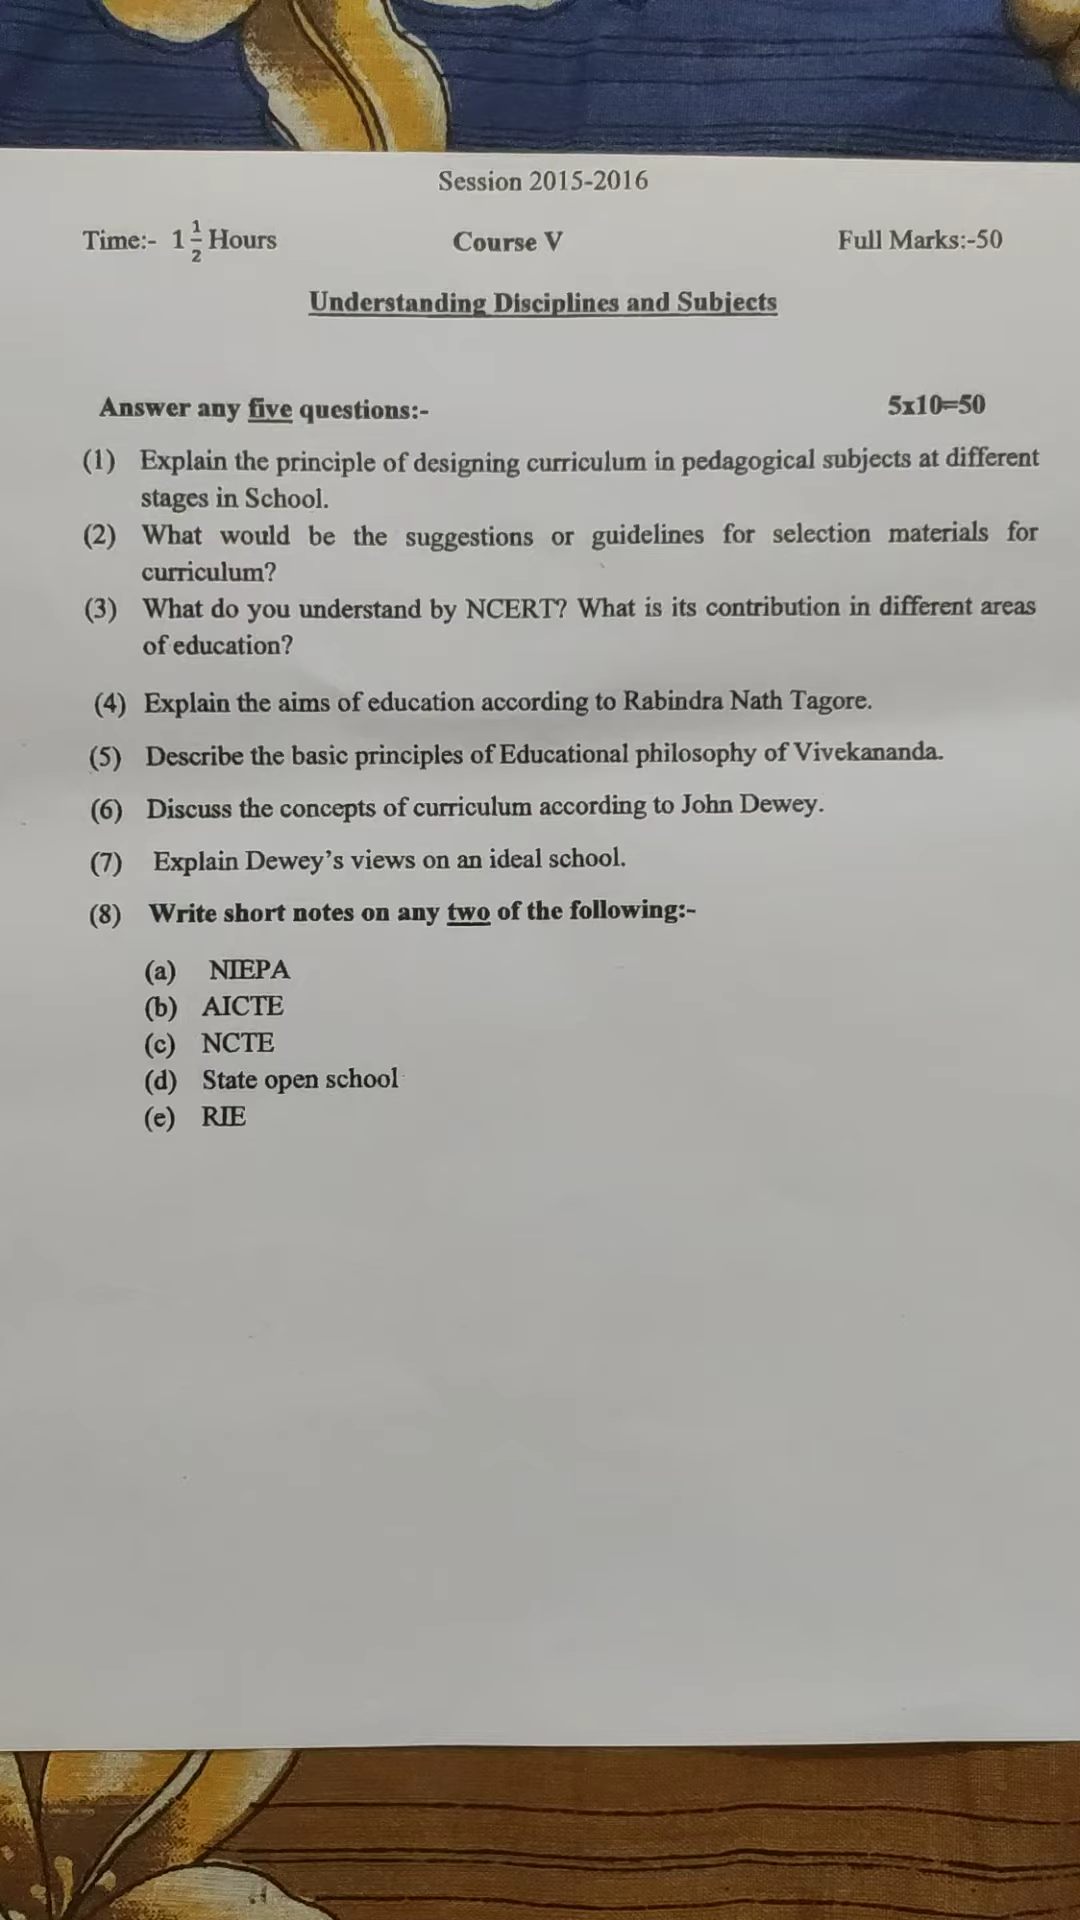 Session 2015-2016
Time:- 1 1/2 Hours Course V Full Marks:-50
Understanding Disciplines and Subjects
Answer any five questions:- 5x10=50
(1) Explain the principle of designing curriculum in pedagogical subjects at different
stages in School.
(2) What would be the suggestions or guidelines for selection materials for
curriculum?
(3) What do you understand by NCERT? What is its contribution in different areas
of education?
(4) Explain the aims of education according to Rabindra Nath Tagore.
(5) Describe the basic principles of Educational philosophy of Vivekananda.
(6) Discuss the concepts of curriculum according to John Dewey.
(7) Explain Dewey's views on an ideal school.
(8) Write short notes on any two of the following:-
(a) NIEPA
(b) AICTE
(c) NCTE
(d) State open school
(e) RIE